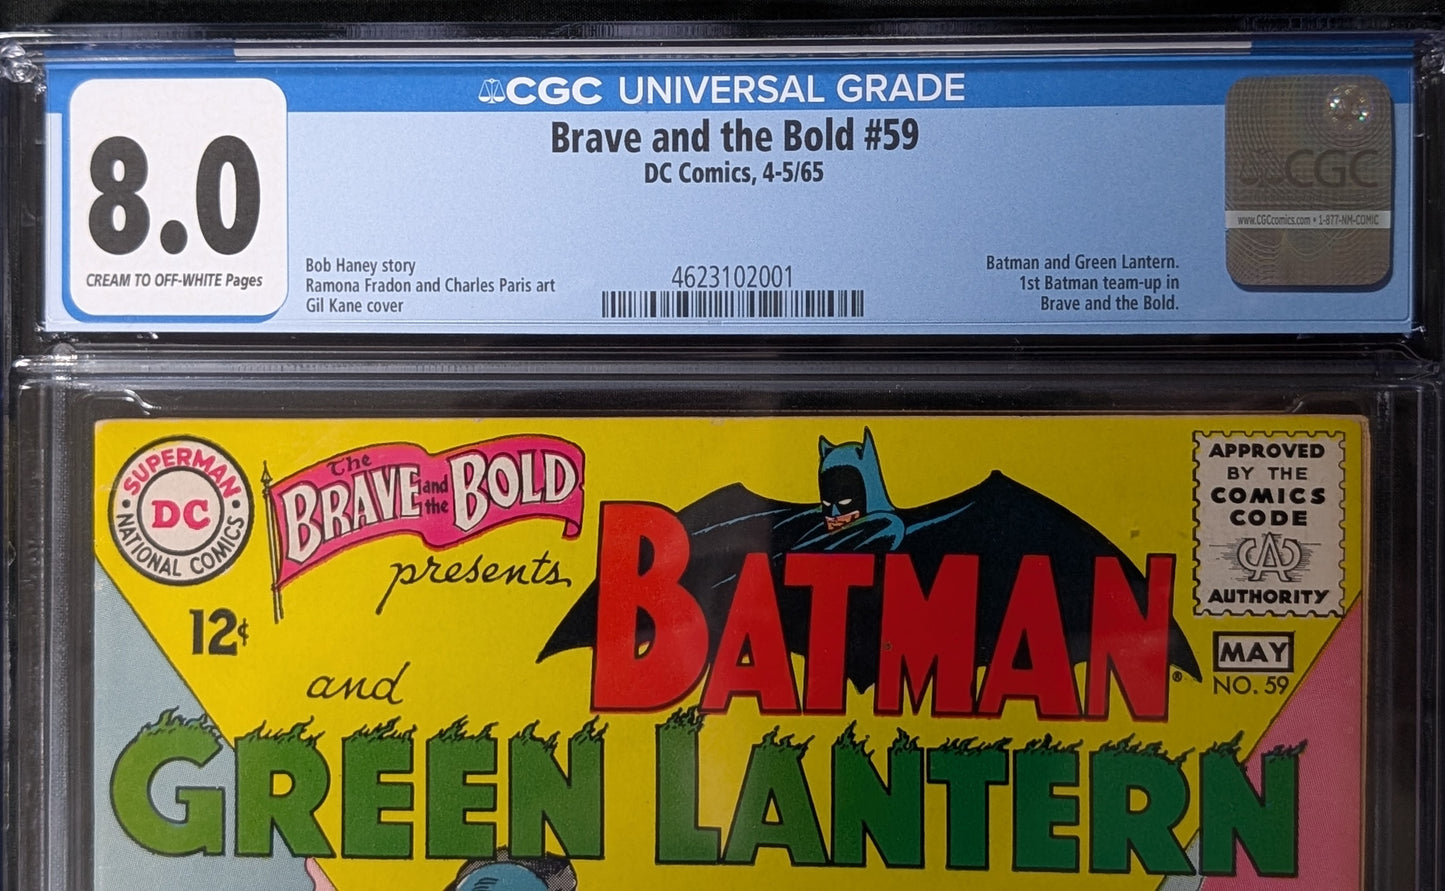 CGC UNIVERSAL GRADE
8.0
CREAM TO OFF-WHITE Pages
Brave and the Bold #59
DC Comics, 4-5/65
Bob Haney story
Ramona Fradon and Charles Paris art
Gil Kane cover
4623102001
Batman and Green Lantern.
1st Batman team-up in
Brave and the Bold.
CGC
www.CGCcomics.com • 1-877-NM-COMIC
SUPERMAN
DC
NATIONAL COMICS
The
BRAVE and the BOLD
presents
12¢
and
BATMAN®
GREEN LANTERN
APPROVED
BY THE
COMICS
CODE
CA
AUTHORITY
MAY
NO. 59